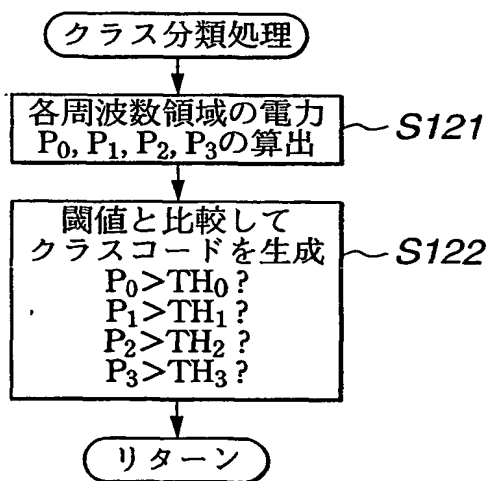 クラス分類処理
各周波数領域の電力
P₀, P₁, P₂, P₃の算出
S121
閾値と比較して
クラスコードを生成
P₀>TH₀?
P₁>TH₁?
P₂>TH₂?
P₃>TH₃?
S122
リターン